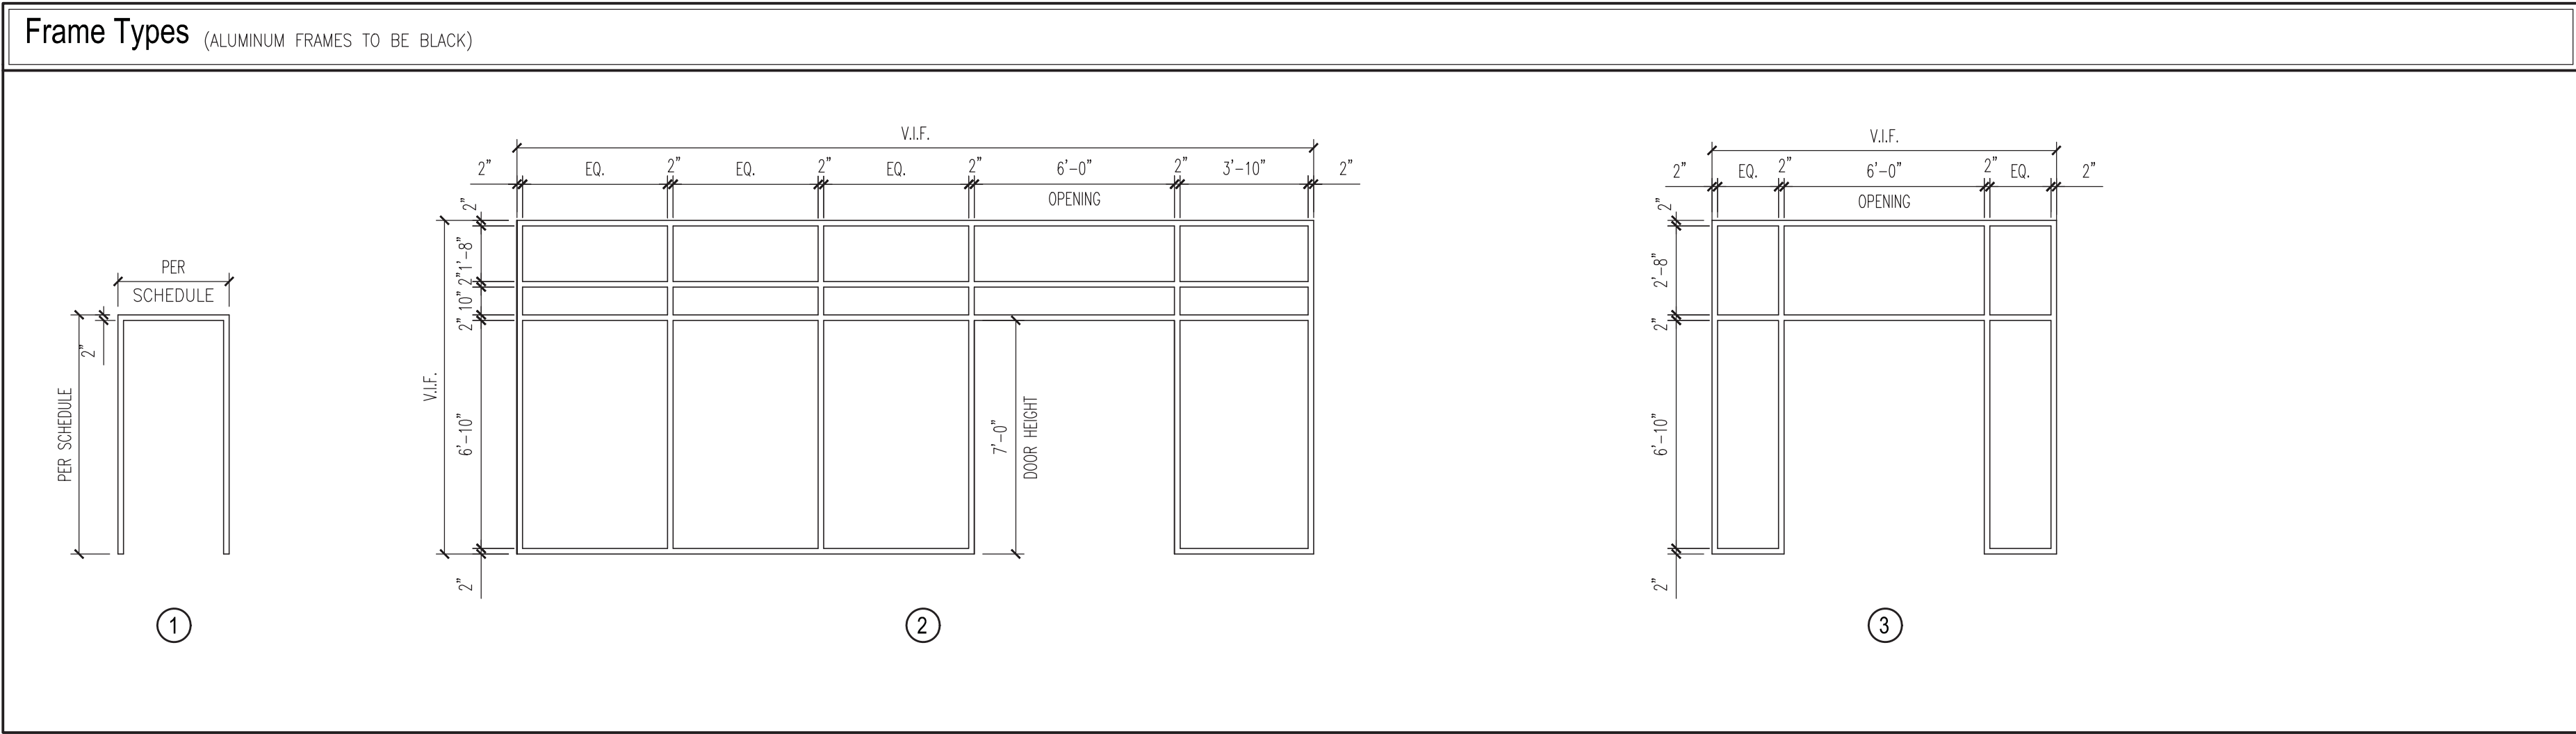 Frame Types (ALUMINUM FRAMES TO BE BLACK)
PER
SCHEDULE
2"
PER SCHEDULE
1
V.I.F.
2" EQ. 2" EQ. 2" EQ. 2" 6'-0" 2" 3'-10" 2"
OPENING
2"
1'-8"
2"
10"
2"
V.I.F.
6'-10"
7'-0"
DOOR HEIGHT
2"
2
V.I.F.
2" EQ. 2" 6'-0" 2" EQ. 2"
OPENING
2"
2'-8"
2"
6'-10"
2"
3